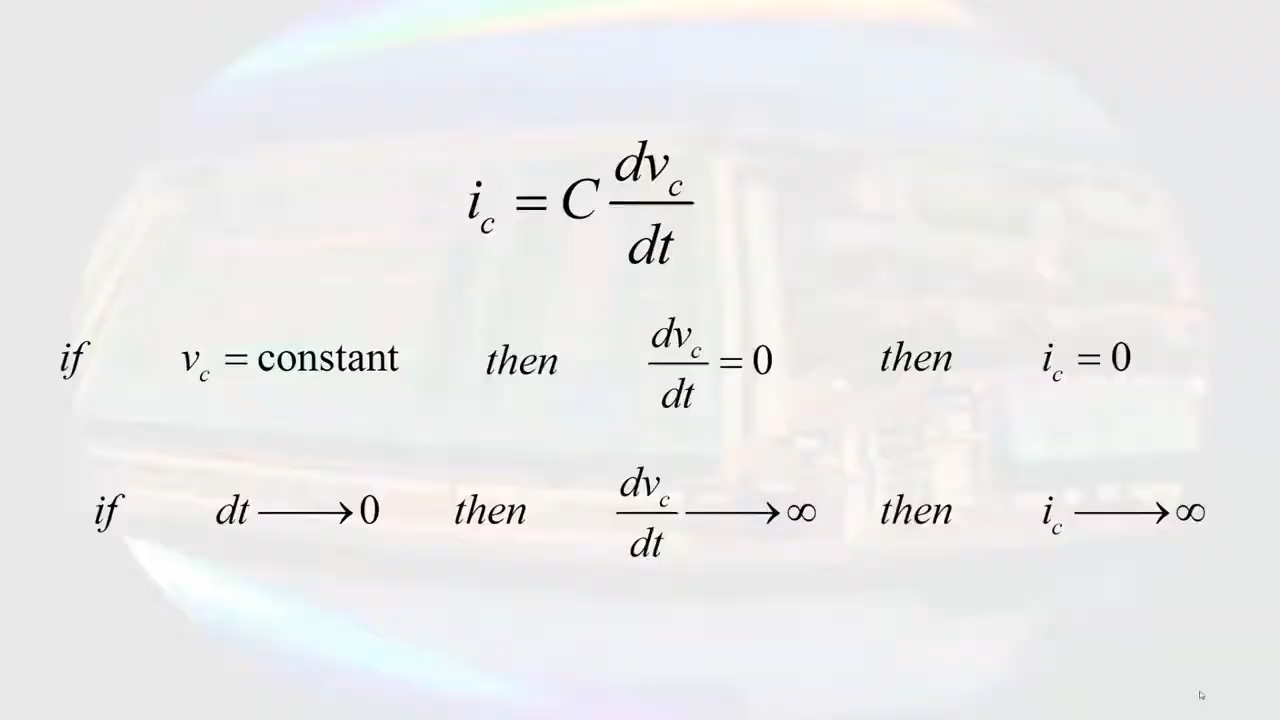 i_c = C dv_c/dt
if v_c = constant then dv_c/dt = 0 then i_c = 0
if dt ⟶ 0 then dv_c/dt ⟶ ∞ then i_c ⟶ ∞